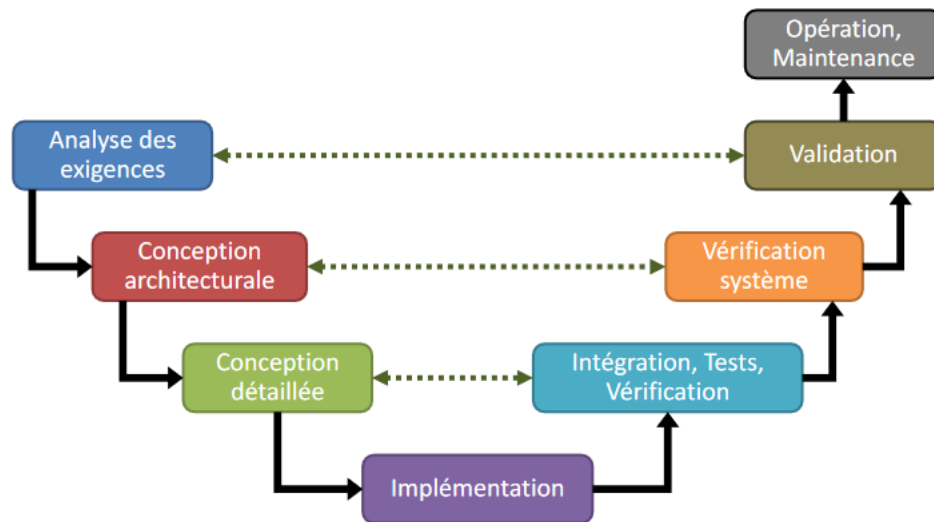 Opération,
Maintenance
Analyse des
exigences
Validation
Conception
architecturale
Vérification
système
Conception
détaillée
Intégration, Tests,
Vérification
Implémentation